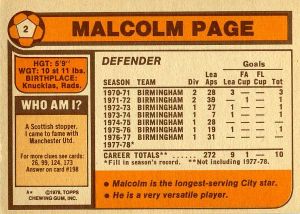 2
MALCOLM PAGE
HGT: 5'9"
WGT: 10 st 11 lbs.
BIRTHPLACE:
Knucklas, Rads.
WHO AM I?
A Scottish stopper,
I came to fame with
Manchester Utd.
For more clues see cards:
26, 99, 124, 173
Answer on card #198
© 1978, TOPPS
CHEWING GUM, INC.
DEFENDER
Goals
Lea FA FL
SEASON TEAM Div Aps Lea Cup Cup Tot
1970-71 BIRMINGHAM 2 28 3 — — 3
1971-72 BIRMINGHAM 2 39 — 1 — 1
1972-73 BIRMINGHAM 1 27 1 — — 1
1973-74 BIRMINGHAM 1 7 1 — — 1
1974-75 BIRMINGHAM 1 28 — — — —
1975-76 BIRMINGHAM 1 19 1 — — 1
1976-77 BIRMINGHAM 1 31 — — — —
1977-78*
CAREER TOTALS** 272 9 1 — 10
*Fill in season's record. **Not including 1977-78.
• Malcolm is the longest-serving City star.
• He is a very versatile player.